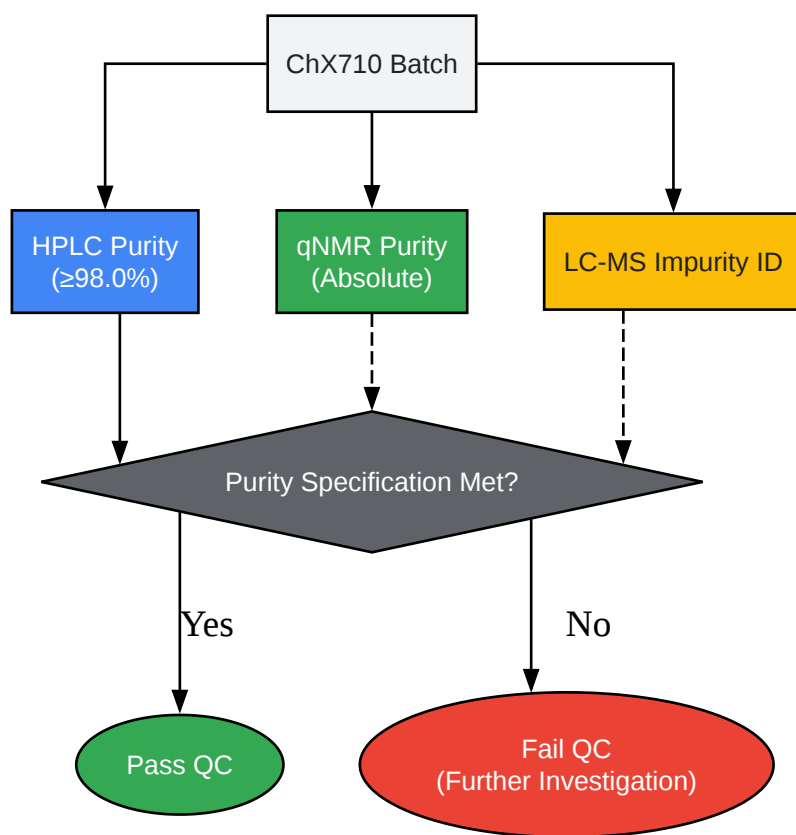 ChX710 Batch
HPLC Purity
(≥98.0%)
qNMR Purity
(Absolute)
LC-MS Impurity ID
Purity Specification Met?
Yes
No
Pass QC
Fail QC
(Further Investigation)